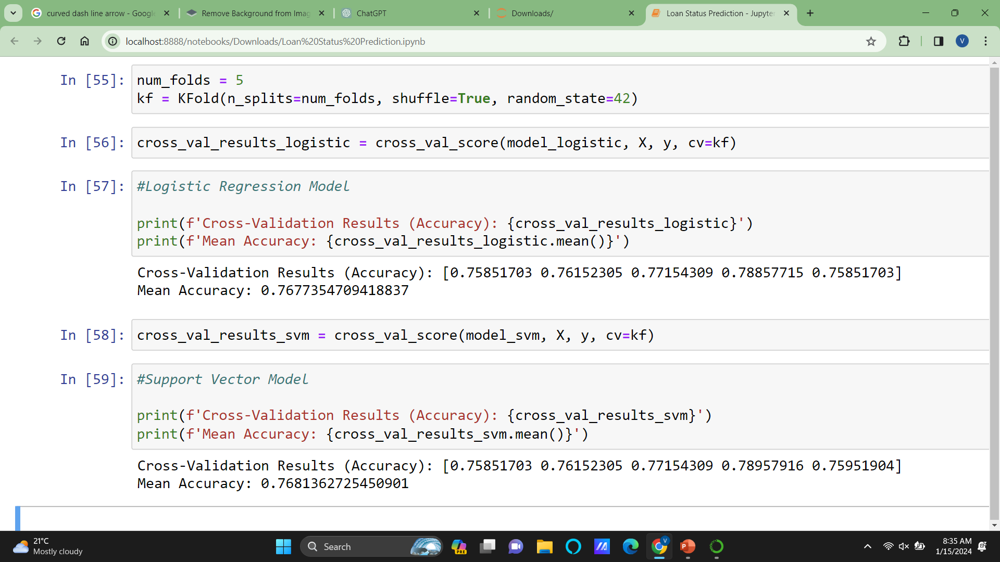 curved dash line arrow - Google
Remove Background from Imag
ChatGPT
Downloads/
Loan Status Prediction - Jupyter
localhost:8888/notebooks/Downloads/Loan%20Status%20Prediction.ipynb
V
In [55]: num_folds = 5
kf = KFold(n_splits=num_folds, shuffle=True, random_state=42)
In [56]: cross_val_results_logistic = cross_val_score(model_logistic, X, y, cv=kf)
In [57]: #Logistic Regression Model
print(f'Cross-Validation Results (Accuracy): {cross_val_results_logistic}')
print(f'Mean Accuracy: {cross_val_results_logistic.mean()}')
Cross-Validation Results (Accuracy): [0.75851703 0.76152305 0.77154309 0.78857715 0.75851703]
Mean Accuracy: 0.7677354709418837
In [58]: cross_val_results_svm = cross_val_score(model_svm, X, y, cv=kf)
In [59]: #Support Vector Model
print(f'Cross-Validation Results (Accuracy): {cross_val_results_svm}')
print(f'Mean Accuracy: {cross_val_results_svm.mean()}')
Cross-Validation Results (Accuracy): [0.75851703 0.76152305 0.77154309 0.78957916 0.75951904]
Mean Accuracy: 0.7681362725450901
21°C
Mostly cloudy
Search
PRE
V
P
8:35 AM
1/15/2024